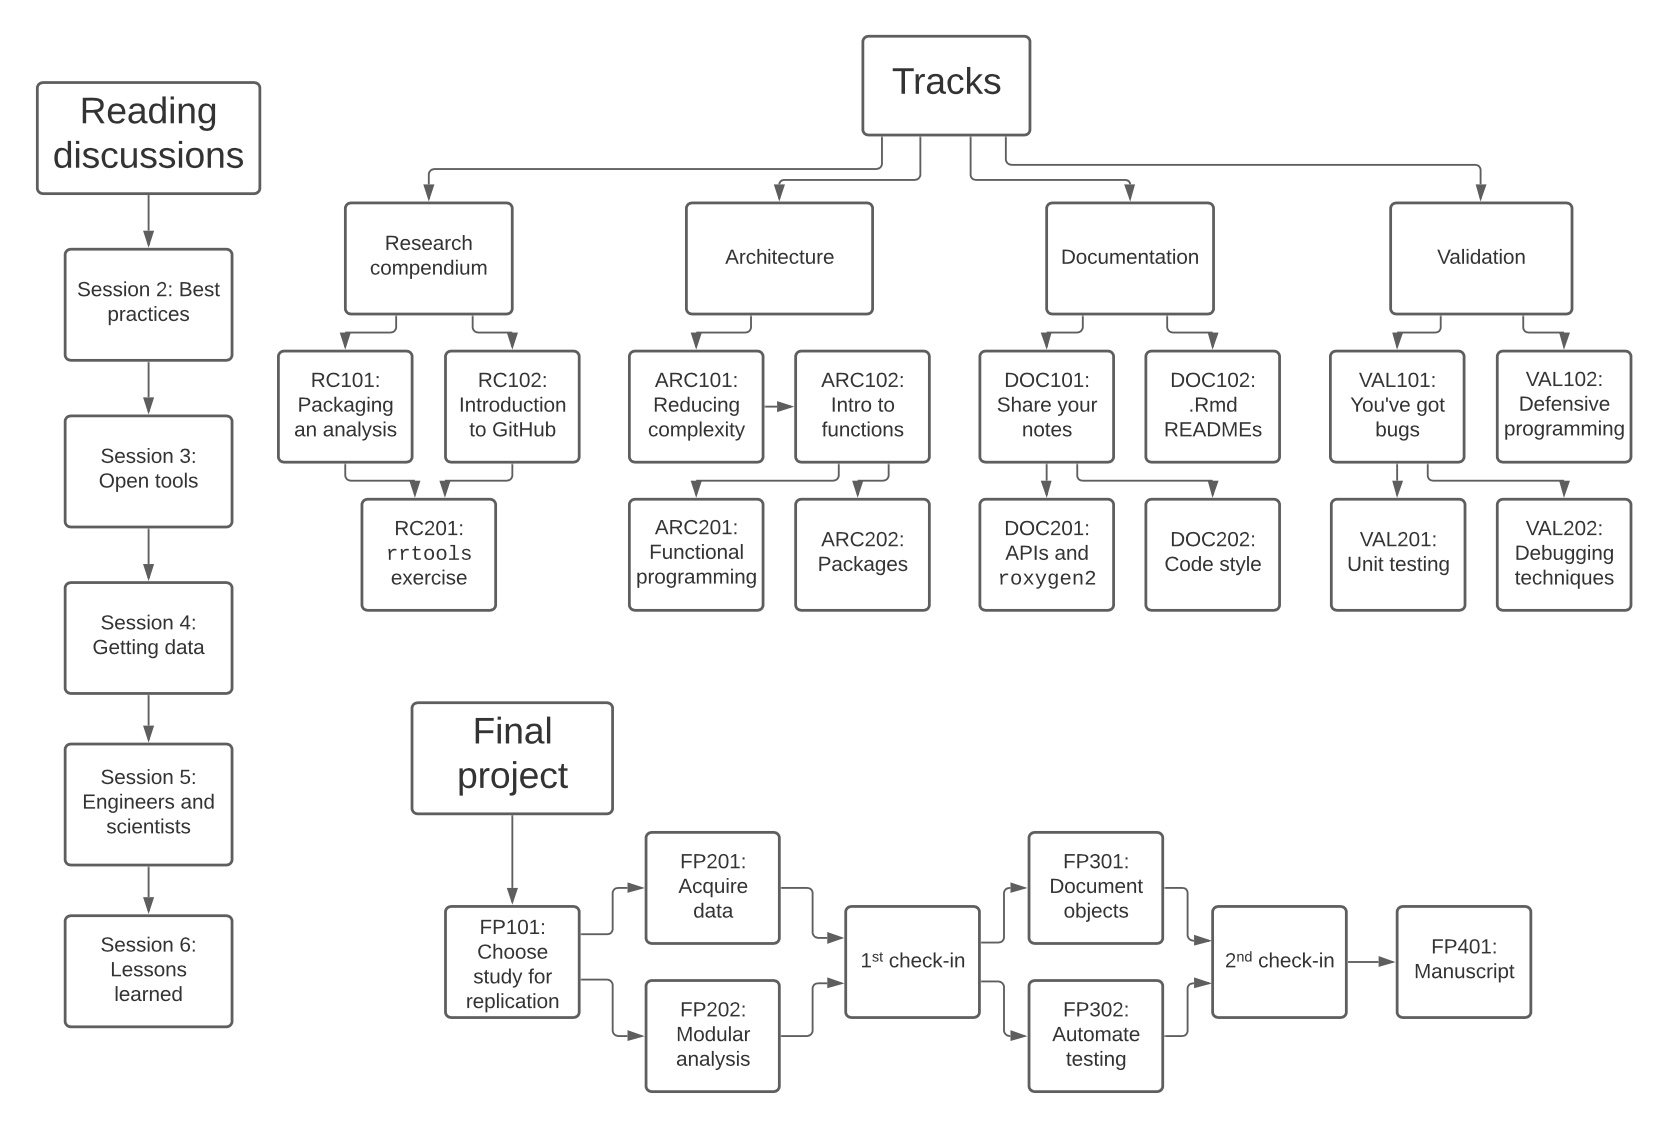 Reading
discussions
Session 2: Best
practices
Session 3:
Open tools
Session 4:
Getting data
Session 5:
Engineers and
scientists
Session 6:
Lessons
learned
Tracks
Research
compendium
Architecture
Documentation
Validation
RC101:
Packaging
an analysis
RC102:
Introduction
to GitHub
RC201:
rrtools
exercise
ARC101:
Reducing
complexity
ARC102:
Intro to
functions
ARC201:
Functional
programming
ARC202:
Packages
DOC101:
Share your
notes
DOC102:
.Rmd
READMEs
DOC201:
APIs and
roxygen2
DOC202:
Code style
VAL101:
You've got
bugs
VAL102:
Defensive
programming
VAL201:
Unit testing
VAL202:
Debugging
techniques
Final
project
FP101:
Choose
study for
replication
FP201:
Acquire
data
FP202:
Modular
analysis
1st check-in
FP301:
Document
objects
FP302:
Automate
testing
2nd check-in
FP401:
Manuscript